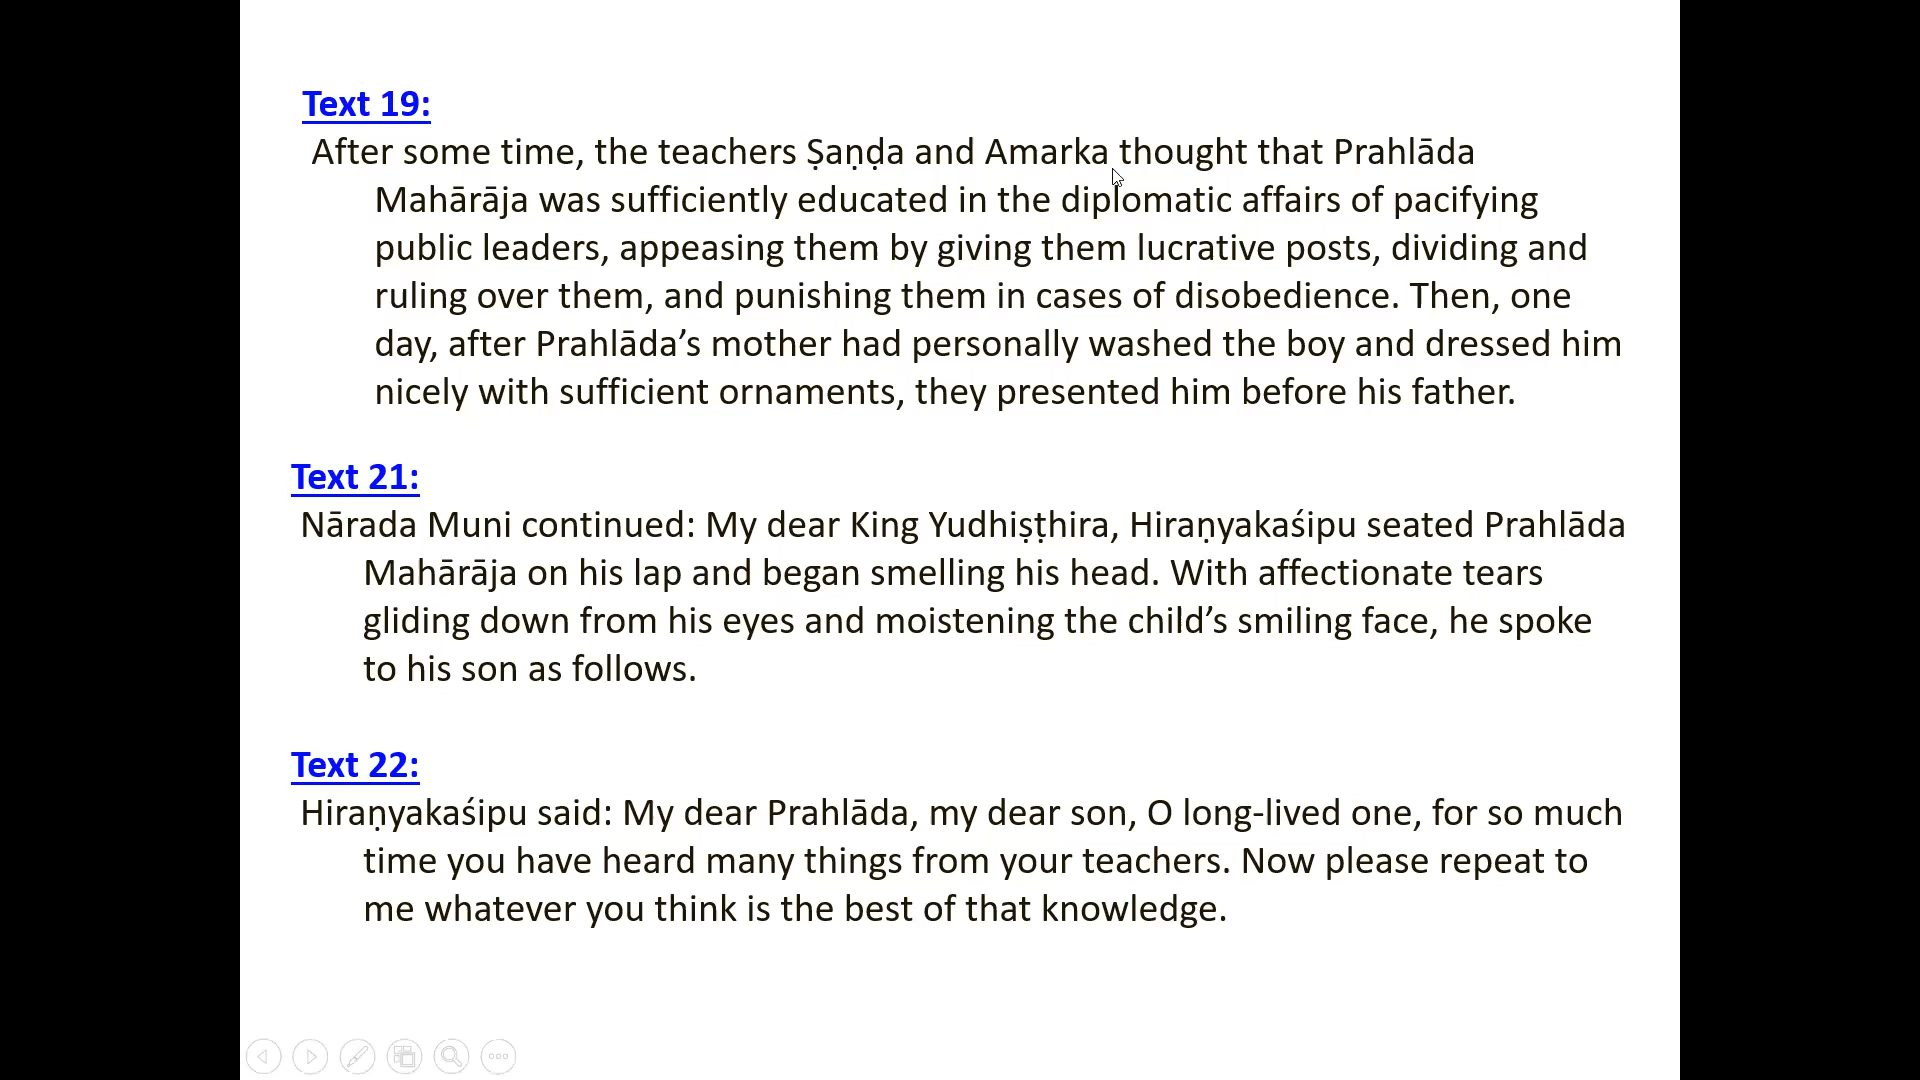 Text 19:
After some time, the teachers Ṣaṇḍa and Amarka thought that Prahlāda
Mahārāja was sufficiently educated in the diplomatic affairs of pacifying
public leaders, appeasing them by giving them lucrative posts, dividing and
ruling over them, and punishing them in cases of disobedience. Then, one
day, after Prahlāda’s mother had personally washed the boy and dressed him
nicely with sufficient ornaments, they presented him before his father.
Text 21:
Nārada Muni continued: My dear King Yudhiṣṭhira, Hiraṇyakaśipu seated Prahlāda
Mahārāja on his lap and began smelling his head. With affectionate tears
gliding down from his eyes and moistening the child’s smiling face, he spoke
to his son as follows.
Text 22:
Hiraṇyakaśipu said: My dear Prahlāda, my dear son, O long-lived one, for so much
time you have heard many things from your teachers. Now please repeat to
me whatever you think is the best of that knowledge.